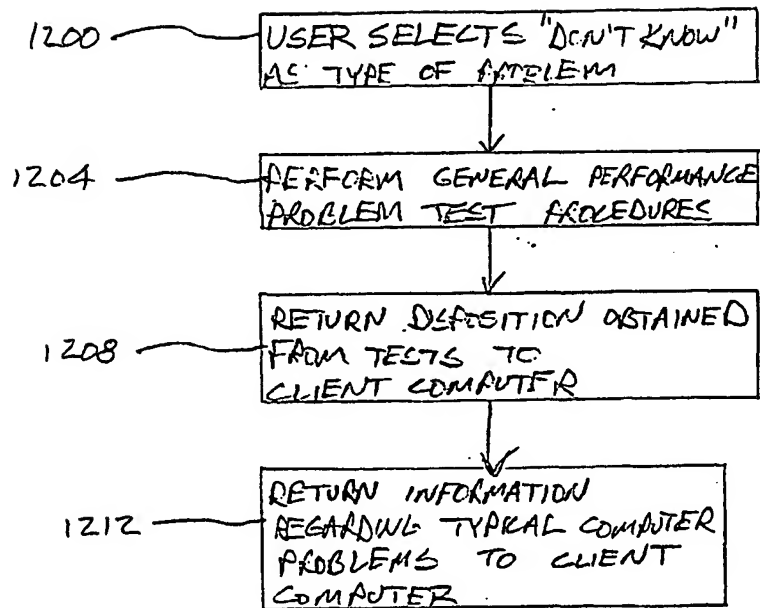 1200
USER SELECTS "DON'T KNOW"
AS TYPE OF PROBLEM
1204
PERFORM GENERAL PERFORMANCE
PROBLEM TEST PROCEDURES
1208
RETURN DISPOSITION OBTAINED
FROM TESTS TO
CLIENT COMPUTER
1212
RETURN INFORMATION
REGARDING TYPICAL COMPUTER
PROBLEMS TO CLIENT
COMPUTER